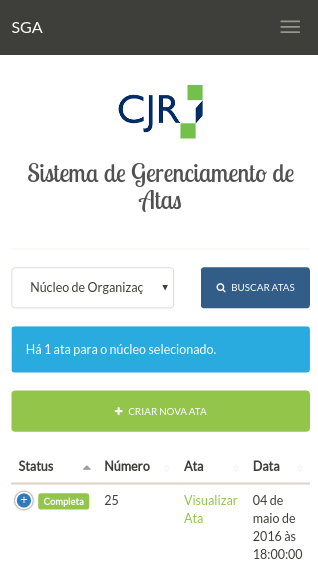 SGA
CJR
Sistema de Gerenciamento de
Atas
Núcleo de Organizaç
BUSCAR ATAS
Há 1 ata para o núcleo selecionado.
+ CRIAR NOVA ATA
Status Número Ata Data
Completa 25 Visualizar 04 de
Ata maio de
2016 às
18:00:00